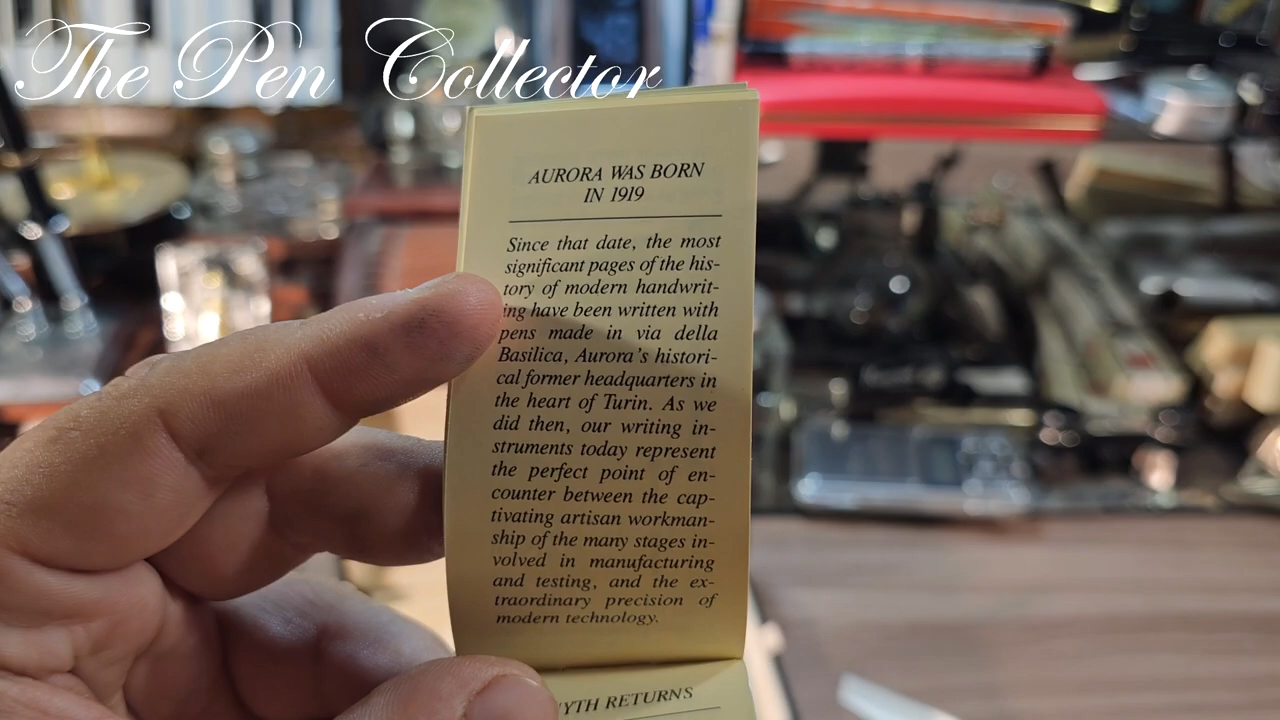 The Pen Collector
AURORA WAS BORN
IN 1919
Since that date, the most
significant pages of the his-
tory of modern handwrit-
ing have been written with
pens made in via della
Basilica, Aurora's histori-
cal former headquarters in
the heart of Turin. As we
did then, our writing in-
struments today represent
the perfect point of en-
counter between the cap-
tivating artisan workman-
ship of the many stages in-
volved in manufacturing
and testing, and the ex-
traordinary precision of
modern technology.
RETURNS